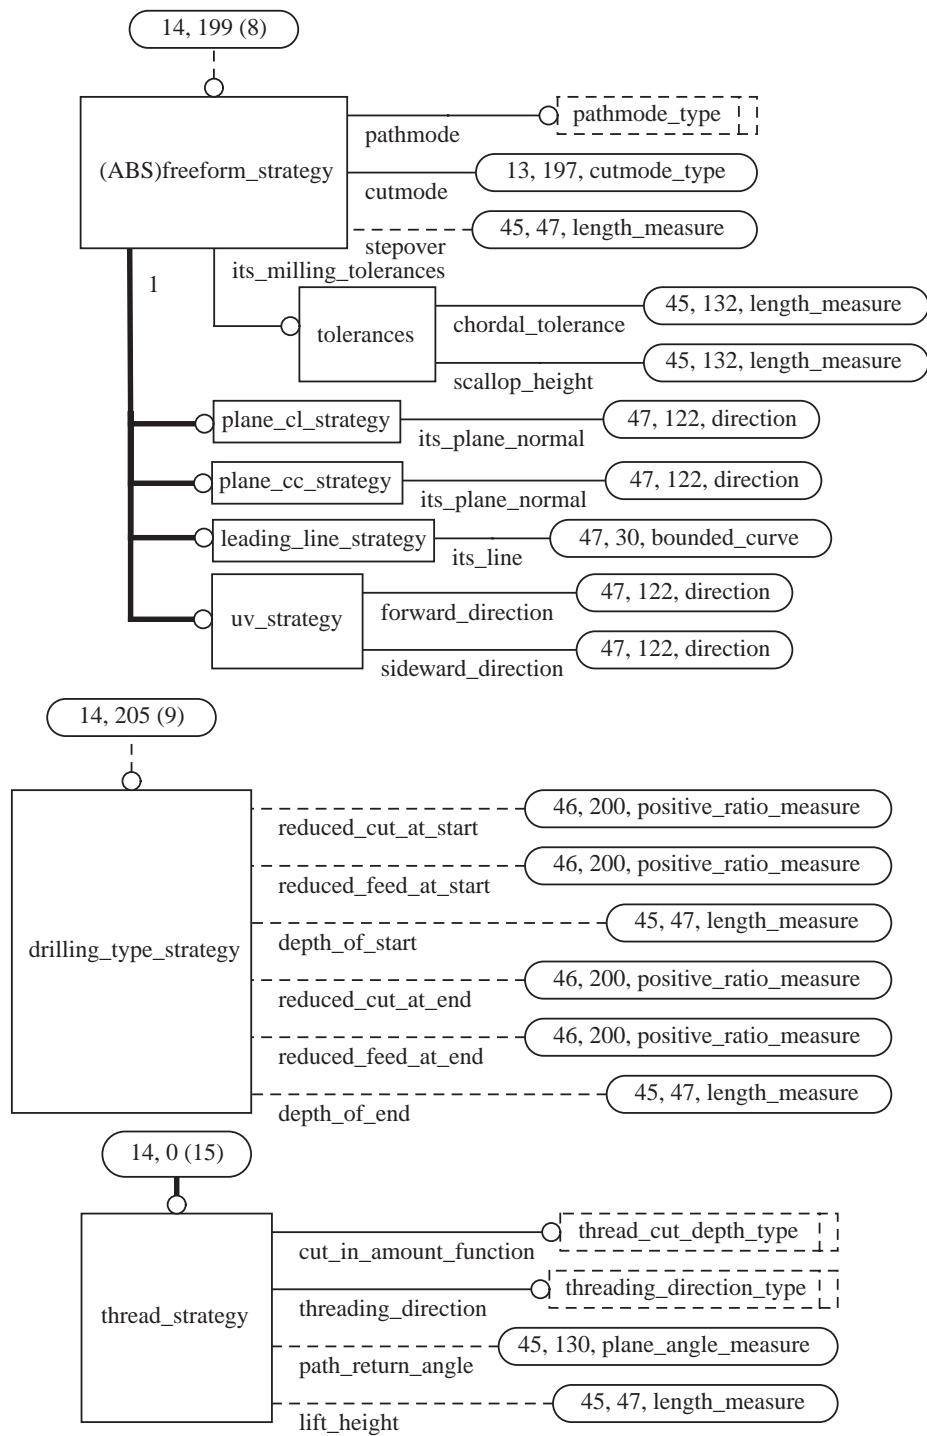 14, 199 (8)
(ABS)freeform_strategy
pathmode
pathmode_type
cutmode
13, 197, cutmode_type
stepover
45, 47, length_measure
1
its_milling_tolerances
tolerances
chordal_tolerance
45, 132, length_measure
scallop_height
45, 132, length_measure
plane_cl_strategy
its_plane_normal
47, 122, direction
plane_cc_strategy
its_plane_normal
47, 122, direction
leading_line_strategy
its_line
47, 30, bounded_curve
uv_strategy
forward_direction
47, 122, direction
sideward_direction
47, 122, direction
14, 205 (9)
drilling_type_strategy
reduced_cut_at_start
46, 200, positive_ratio_measure
reduced_feed_at_start
46, 200, positive_ratio_measure
depth_of_start
45, 47, length_measure
reduced_cut_at_end
46, 200, positive_ratio_measure
reduced_feed_at_end
46, 200, positive_ratio_measure
depth_of_end
45, 47, length_measure
14, 0 (15)
thread_strategy
cut_in_amount_function
thread_cut_depth_type
threading_direction
threading_direction_type
path_return_angle
45, 130, plane_angle_measure
lift_height
45, 47, length_measure